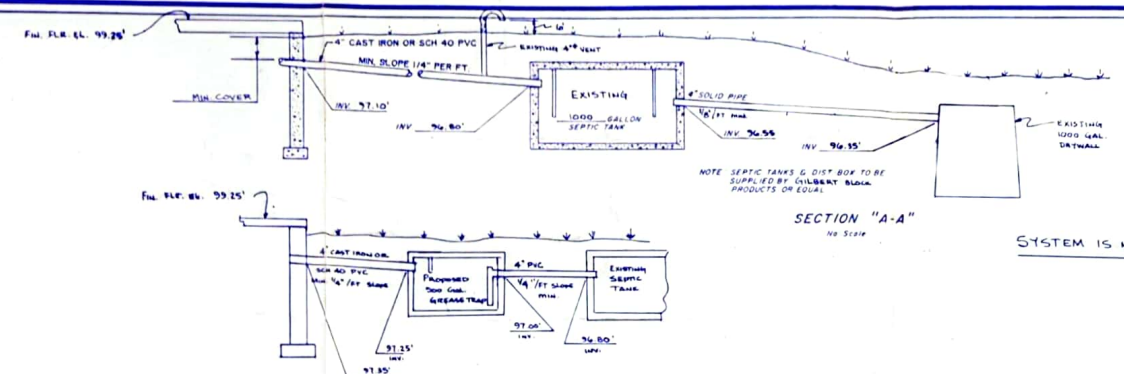 FIN. FLR. EL. 99.25'
6'
4" CAST IRON OR SCH 40 PVC
EXISTING 4"⌀ VENT
MIN. SLOPE 1/4" PER FT.
MIN. COVER
INV. 97.10'
INV 96.80'
EXISTING
1000 GALLON
SEPTIC TANK
4" SOLID PIPE
1/8"/FT MIN.
INV 96.55
INV 96.35'
EXISTING
1000 GAL.
DRYWALL
NOTE SEPTIC TANKS & DIST BOX TO BE
SUPPLIED BY GILBERT BLOCK
PRODUCTS OR EQUAL
SECTION "A-A"
No Scale
SYSTEM IS
FIN. FLR. EL. 99.25'
4" CAST IRON OR
SCH 40 PVC
MIN 1/4"/FT SLOPE
PROPOSED
500 GAL.
GREASE TRAP
4" PVC
1/4"/FT SLOPE
MIN.
EXISTING
SEPTIC
TANK
97.00'
INV.
96.80'
INV.
97.25'
INV.
97.35'